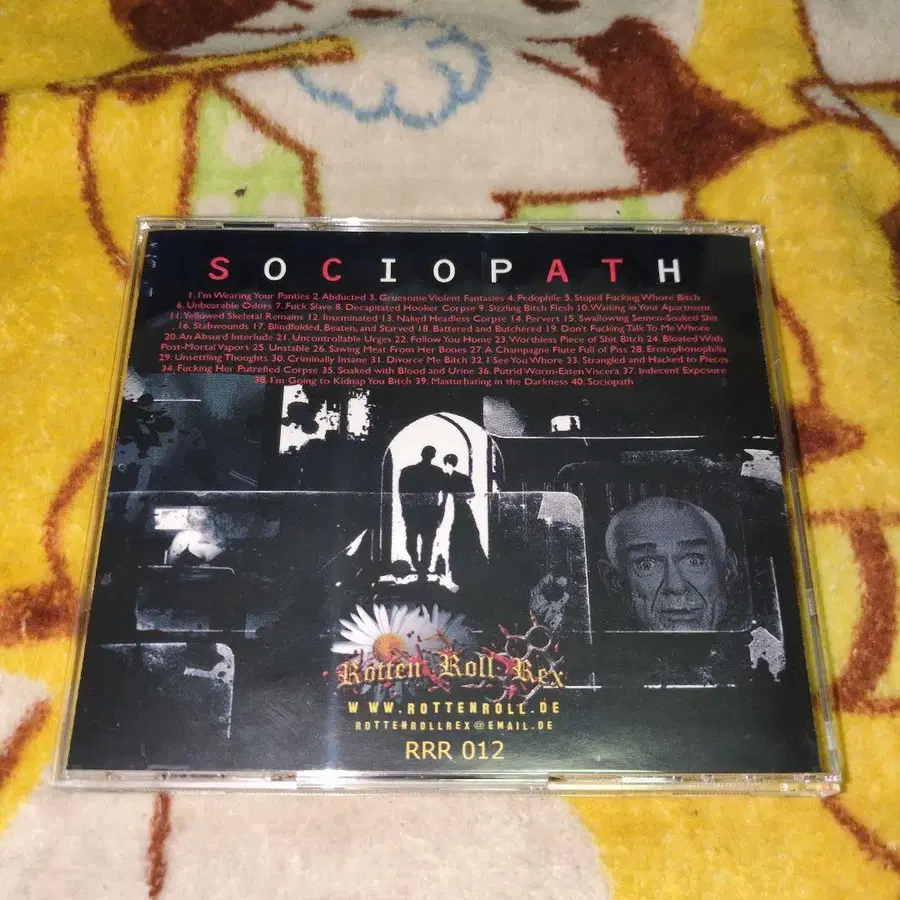 SOCIOPATH
1. I'm Wearing Your Panties 2. Abducted 3. Gruesome Violent Fantasies 4. Pedophile 5. Stupid Fucking Whore Bitch
6. Unbearable Odors 7. Fuck Slave 8. Decapitated Hooker Corpse 9. Sizzling Bitch Flesh 10. Waiting in Your Apartment
11. Yellowed Skeletal Remains 12. Inseminated 13. Naked Headless Corpse 14. Pervert 15. Swallowing Semen-Soaked Shit
16. Stabwounds 17. Blindfolded, Beaten, and Starved 18. Battered and Butchered 19. Don't Fucking Talk To Me Whore
20. An Absurd Interlude 21. Uncontrollable Urges 22. Follow You Home 23. Worthless Piece of Shit Bitch 24. Bloated With
Post-Mortal Vapors 25. Unstable 26. Sawing Meat From Her Bones 27. A Champagne Flute Full of Piss 28. Erotophonophilia
29. Unsettling Thoughts 30. Criminally Insane 31. Divorce Me Bitch 32. I See You Whore 33. Strangled and Hacked to Pieces
34. Fucking Her Putrefied Corpse 35. Soaked with Blood and Urine 36. Putrid Worm-Eaten Viscera 37. Indecent Exposure
38. I'm Going to Kidnap You Bitch 39. Masturbating in the Darkness 40. Sociopath
Rotten Roll Rex
WWW.ROTTENROLL.DE
ROTTENROLLREX@EMAIL.DE
RRR 012